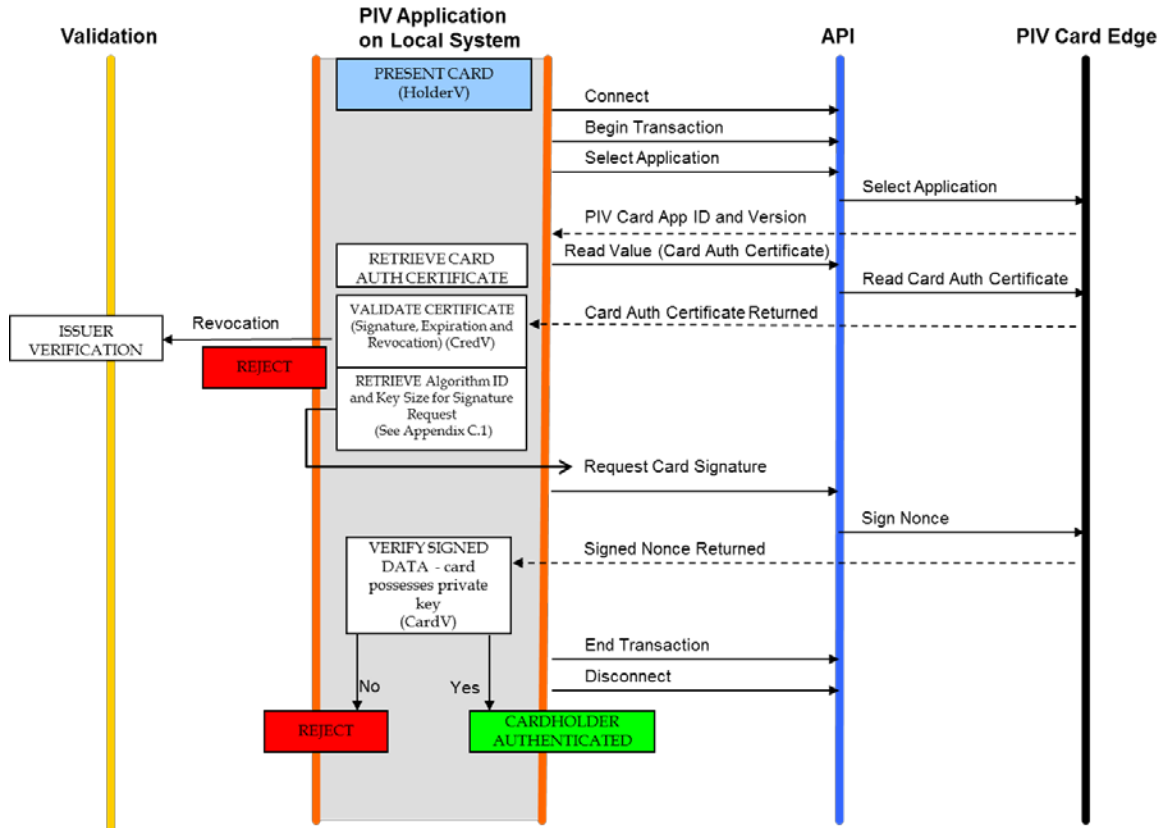 Validation
PIV Application
on Local System
API
PIV Card Edge
PRESENT CARD
(HolderV)
Connect
Begin Transaction
Select Application
Select Application
PIV Card App ID and Version
RETRIEVE CARD
AUTH CERTIFICATE
Read Value (Card Auth Certificate)
Read Card Auth Certificate
VALIDATE CERTIFICATE
(Signature, Expiration and
Revocation) (CredV)
Card Auth Certificate Returned
Revocation
ISSUER
VERIFICATION
REJECT
RETRIEVE Algorithm ID
and Key Size for Signature
Request
(See Appendix C.1)
Request Card Signature
Sign Nonce
Signed Nonce Returned
VERIFY SIGNED
DATA - card
possesses private
key
(CardV)
End Transaction
Disconnect
No
Yes
REJECT
CARDHOLDER
AUTHENTICATED